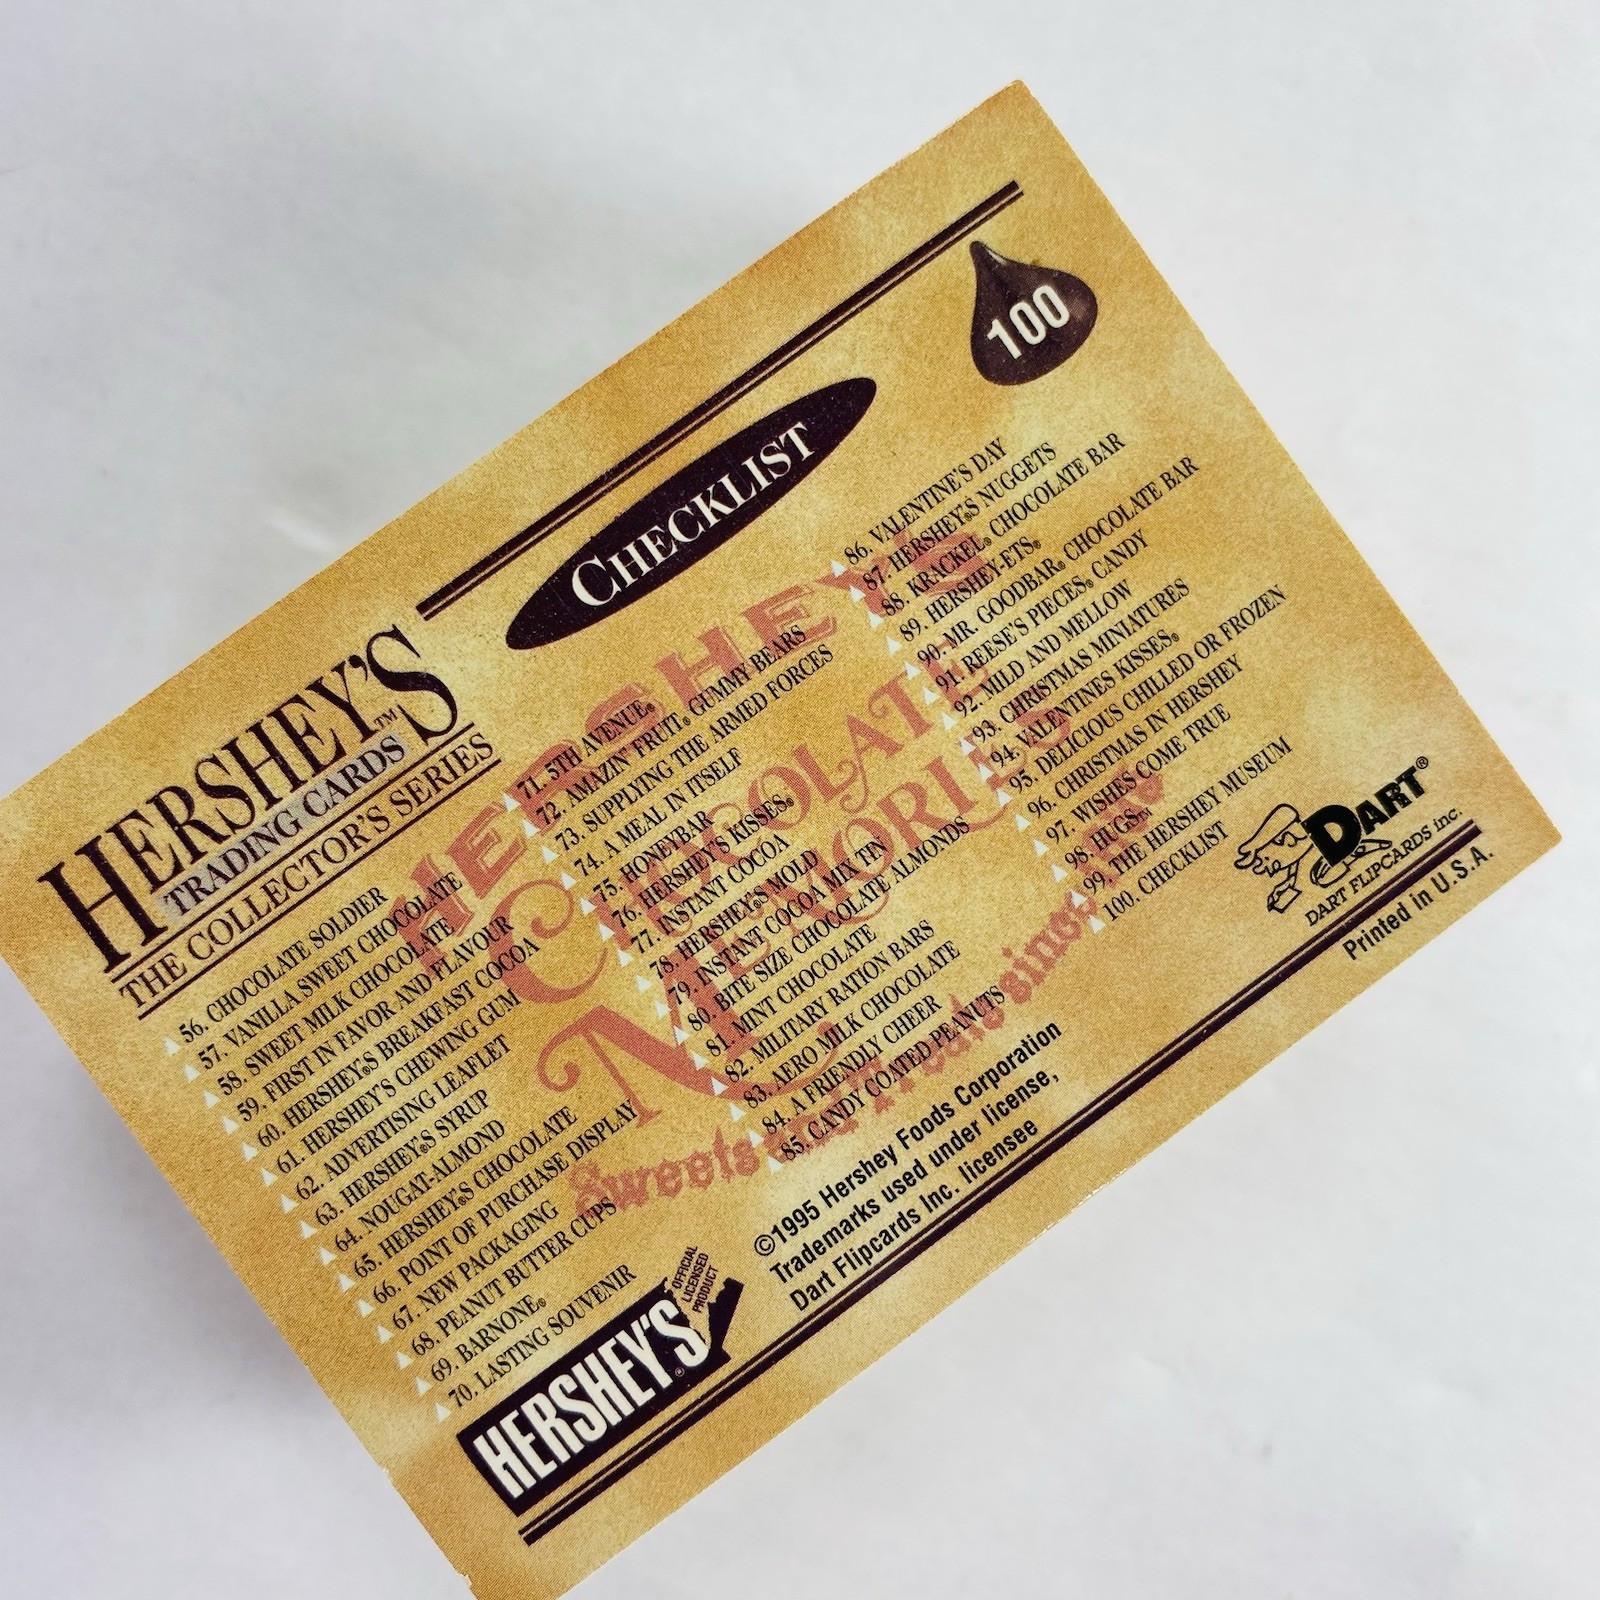 HERSHEY'S™
TRADING CARDS
THE COLLECTOR'S SERIES
CHECKLIST
100
56. CHOCOLATE SOLDIER
57. VANILLA SWEET CHOCOLATE
58. SWEET MILK CHOCOLATE
59. FIRST IN FAVOR AND FLAVOUR
60. HERSHEY®S BREAKFAST COCOA
61. HERSHEY'S CHEWING GUM
62. ADVERTISING LEAFLET
63. HERSHEY®S SYRUP
64. NOUGAT-ALMOND
65. HERSHEY®S CHOCOLATE
66. POINT OF PURCHASE DISPLAY
67. NEW PACKAGING
68. PEANUT BUTTER CUPS
69. BARNONE®
70. LASTING SOUVENIR
71. 5TH AVENUE®
72. AMAZIN' FRUIT® GUMMY BEARS
73. SUPPLYING THE ARMED FORCES
74. A MEAL IN ITSELF
75. HONEYBAR
76. HERSHEY'S KISSES®
77. INSTANT COCOA
78. HERSHEY®S MOLD
79. INSTANT COCOA MIX TIN
80. BITE SIZE CHOCOLATE ALMONDS
81. MINT CHOCOLATE
82. MILITARY RATION BARS
83. AERO MILK CHOCOLATE
84. A FRIENDLY CHEER
85. CANDY COATED PEANUTS
86. VALENTINE'S DAY
87. HERSHEY®S NUGGETS
88. KRACKEL® CHOCOLATE BAR
89. HERSHEY-ETS®
90. MR. GOODBAR® CHOCOLATE BAR
91. REESE'S PIECES® CANDY
92. MILD AND MELLOW
93. CHRISTMAS MINIATURES
94. VALENTINES KISSES®
95. DELICIOUS CHILLED OR FROZEN
96. CHRISTMAS IN HERSHEY
97. WISHES COME TRUE
98. HUGS™
99. THE HERSHEY MUSEUM
100. CHECKLIST
HERSHEY'S
CHOCOLATE
MEMORIES
Sweets since
HERSHEY'S®
OFFICIAL
LICENSED
PRODUCT
©1995 Hershey Foods Corporation
Trademarks used under license,
Dart Flipcards Inc. licensee
DART®
DART FLIPCARDS inc.
Printed in U.S.A.